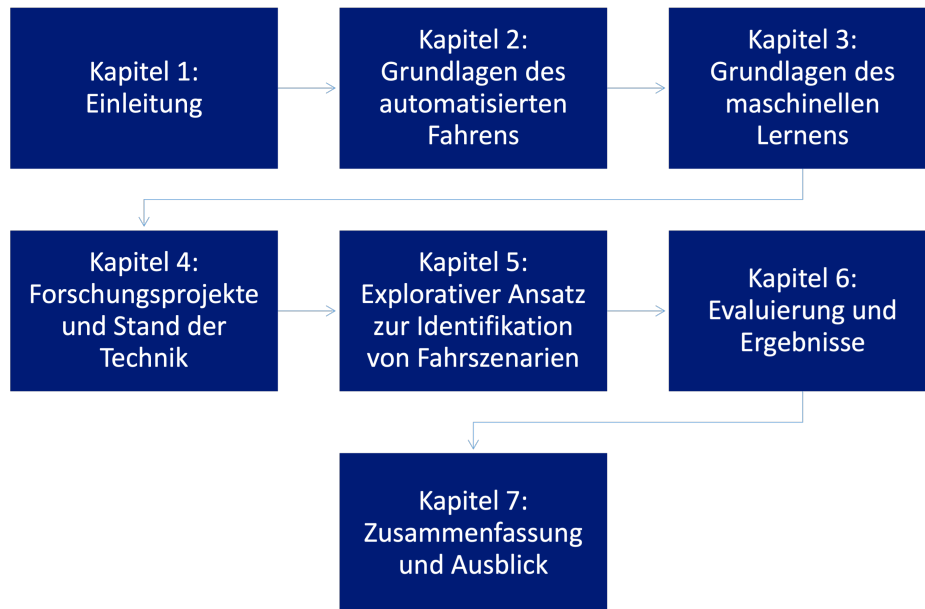 Kapitel 1:
Einleitung
Kapitel 2:
Grundlagen des
automatisierten
Fahrens
Kapitel 3:
Grundlagen des
maschinellen
Lernens
Kapitel 4:
Forschungsprojekte
und Stand der
Technik
Kapitel 5:
Explorativer Ansatz
zur Identifikation
von Fahrszenarien
Kapitel 6:
Evaluierung und
Ergebnisse
Kapitel 7:
Zusammenfassung
und Ausblick